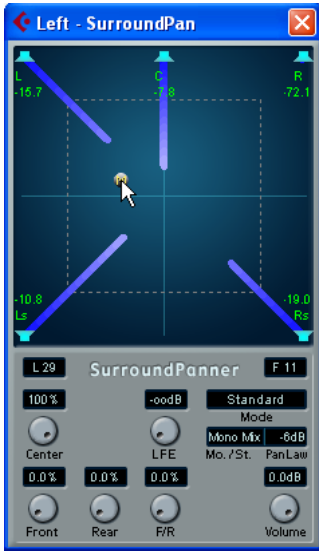 Left - SurroundPan
L C R
-15.7 -7.8 -72.1
-10.8 -19.0
Ls Rs
L 29 SurroundPanner F 11
100% -oodB Standard
Mode
Mono Mix -6dB
Center LFE Mo./St. PanLaw
0.0% 0.0% 0.0% 0.0dB
Front Rear F/R Volume